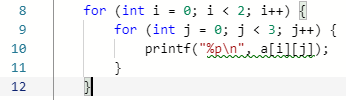 8 for (int i = 0; i < 2; i++) {
9 for (int j = 0; j < 3; j++) {
10 printf("%p\n", a[i][j]);
11 }
12 }